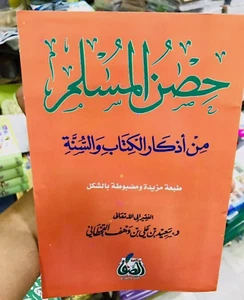 حصن المسلم
من أذكار الكتاب والسنة
طبعة مزيدة ومضبوطة بالشكل
الفقير إلى الله تعالى
د. سعيد بن علي بن وهف القحطاني